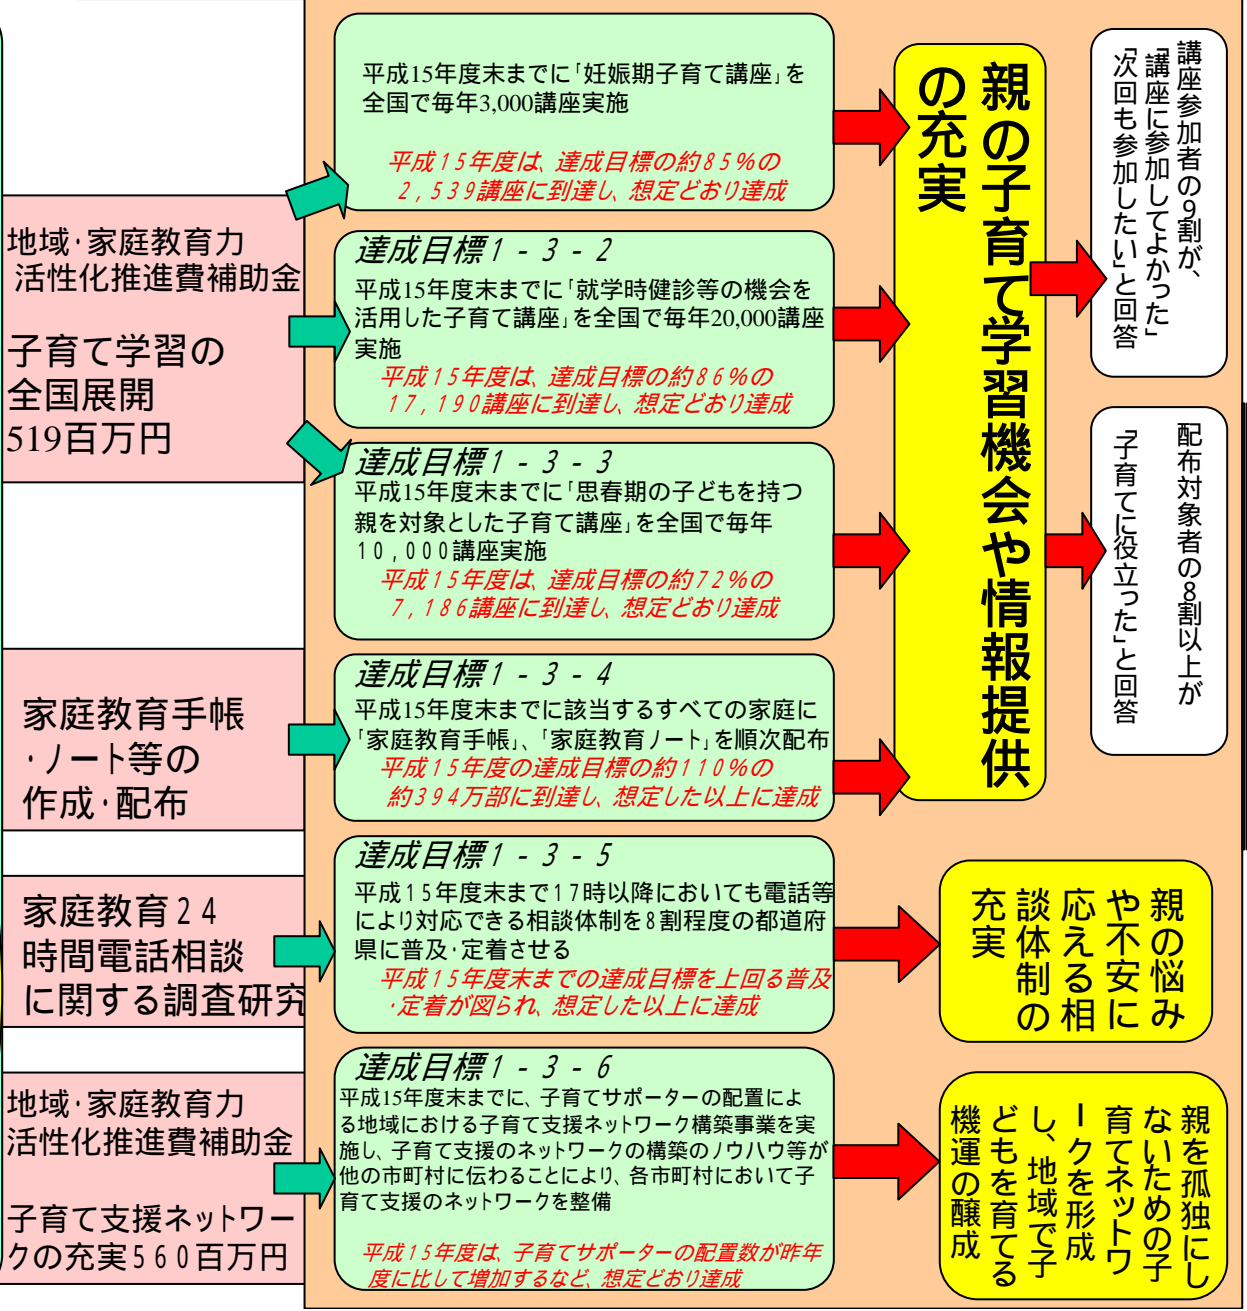 地域・家庭教育力
活性化推進費補助金
子育て学習の
全国展開
519百万円
家庭教育手帳
・ノート等の
作成・配布
家庭教育24
時間電話相談
に関する調査研究
地域・家庭教育力
活性化推進費補助金
子育て支援ネットワー
クの充実560百万円
平成15年度末までに「妊娠期子育て講座」を
全国で毎年3,000講座実施
平成15年度は、達成目標の約85%の
2,539講座に到達し、想定どおり達成
達成目標1-3-2
平成15年度末までに「就学時健診等の機会を
活用した子育て講座」を全国で毎年20,000講座
実施
平成15年度は、達成目標の約86%の
17,190講座に到達し、想定どおり達成
達成目標1-3-3
平成15年度末までに「思春期の子どもを持つ
親を対象とした子育て講座」を全国で毎年
10,000講座実施
平成15年度は、達成目標の約72%の
7,186講座に到達し、想定どおり達成
達成目標1-3-4
平成15年度末までに該当するすべての家庭に
「家庭教育手帳」、「家庭教育ノート」を順次配布
平成15年度の達成目標の約110%の
約394万部に到達し、想定した以上に達成
達成目標1-3-5
平成15年度末まで17時以降においても電話等
により対応できる相談体制を8割程度の都道府
県に普及・定着させる
平成15年度末までの達成目標を上回る普及
・定着が図られ、想定した以上に達成
達成目標1-3-6
平成15年度末までに、子育てサポーターの配置によ
る地域における子育て支援ネットワーク構築事業を実
施し、子育て支援のネットワークの構築のノウハウ等が
他の市町村に伝わることにより、各市町村において子
育て支援のネットワークを整備
平成15年度は、子育てサポーターの配置数が昨年
度に比して増加するなど、想定どおり達成
親の子育て学習機会や情報提供
の充実
親の悩み
や不安に
応える相
談体制の
充実
親を孤独にし
ないための子
育てネットワ
ークを形成
し、地域で子
どもを育てる
機運の醸成
講座参加者の9割が、
「講座に参加してよかった」
「次回も参加したい」と回答
配布対象者の8割以上が
「子育てに役立った」と回答